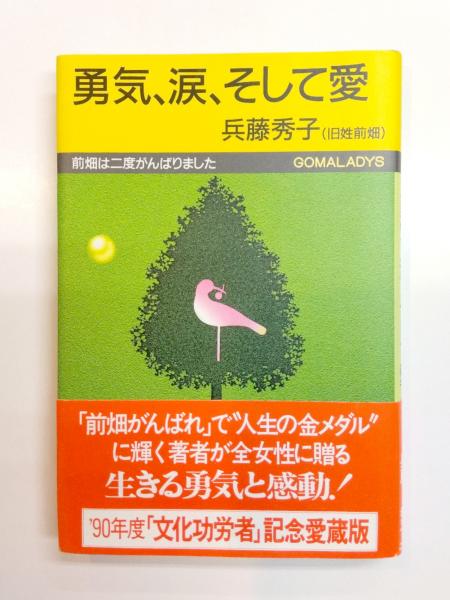 勇気、涙、そして愛
兵藤秀子(旧姓前畑)
前畑は二度がんばりました GOMALADYS
「前畑がんばれ」で"人生の金メダル"
に輝く著者が全女性に贈る
生きる勇気と感動!
'90年度「文化功労者」記念愛蔵版